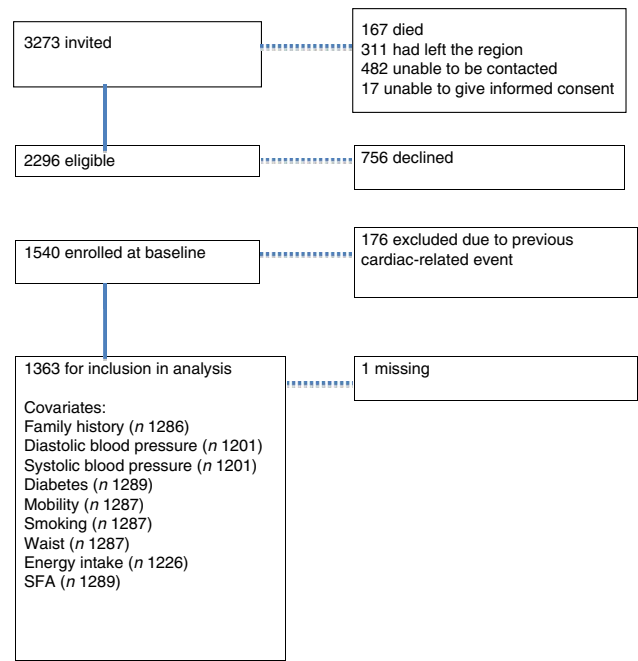 3273 invited
167 died
311 had left the region
482 unable to be contacted
17 unable to give informed consent
2296 eligible
756 declined
1540 enrolled at baseline
176 excluded due to previous
cardiac-related event
1363 for inclusion in analysis
1 missing
Covariates:
Family history (n 1286)
Diastolic blood pressure (n 1201)
Systolic blood pressure (n 1201)
Diabetes (n 1289)
Mobility (n 1287)
Smoking (n 1287)
Waist (n 1287)
Energy intake (n 1226)
SFA (n 1289)